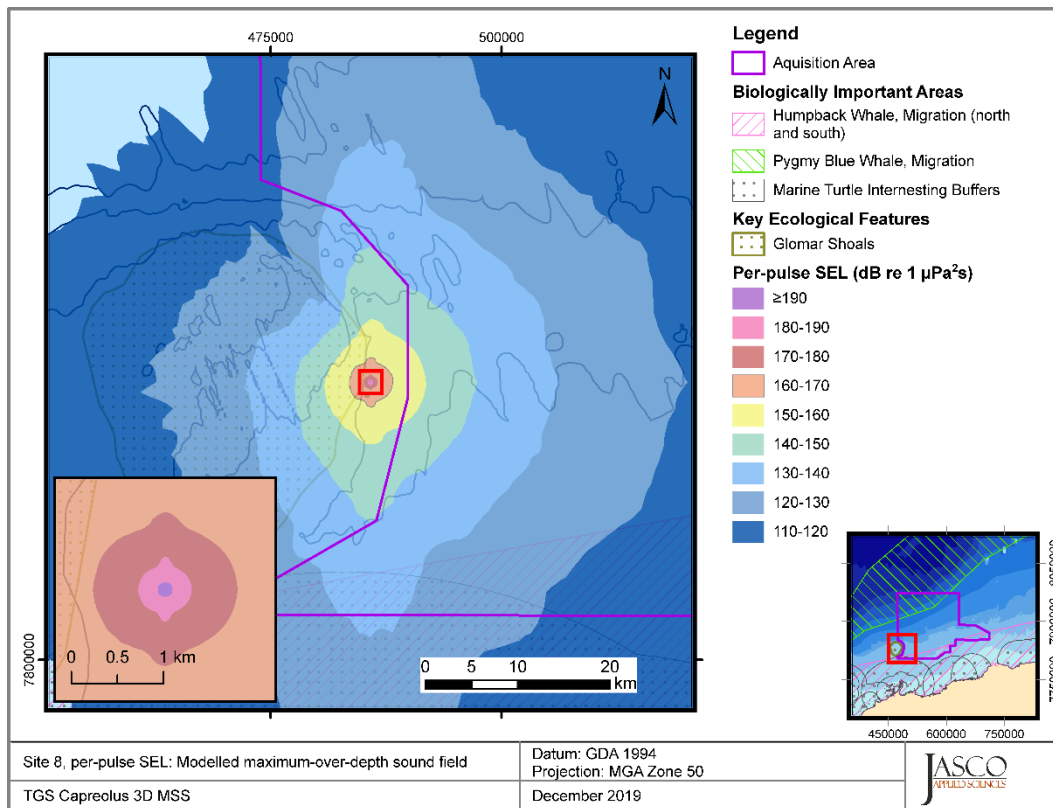 475000
500000
N
7800000
0 0.5 1 km
0 5 10 20
km
Legend
Aquisition Area
Biologically Important Areas
Humpback Whale, Migration (north
and south)
Pygmy Blue Whale, Migration
Marine Turtle Internesting Buffers
Key Ecological Features
Glomar Shoals
Per-pulse SEL (dB re 1 µPa²s)
≥190
180-190
170-180
160-170
150-160
140-150
130-140
120-130
110-120
8050000
7900000
7750000
450000 600000 750000
Site 8, per-pulse SEL: Modelled maximum-over-depth sound field
Datum: GDA 1994
Projection: MGA Zone 50
TGS Capreolus 3D MSS
December 2019
JASCO
APPLIED SCIENCES